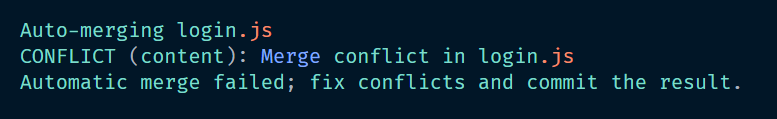 Auto-merging login.js
CONFLICT (content): Merge conflict in login.js
Automatic merge failed; fix conflicts and commit the result.